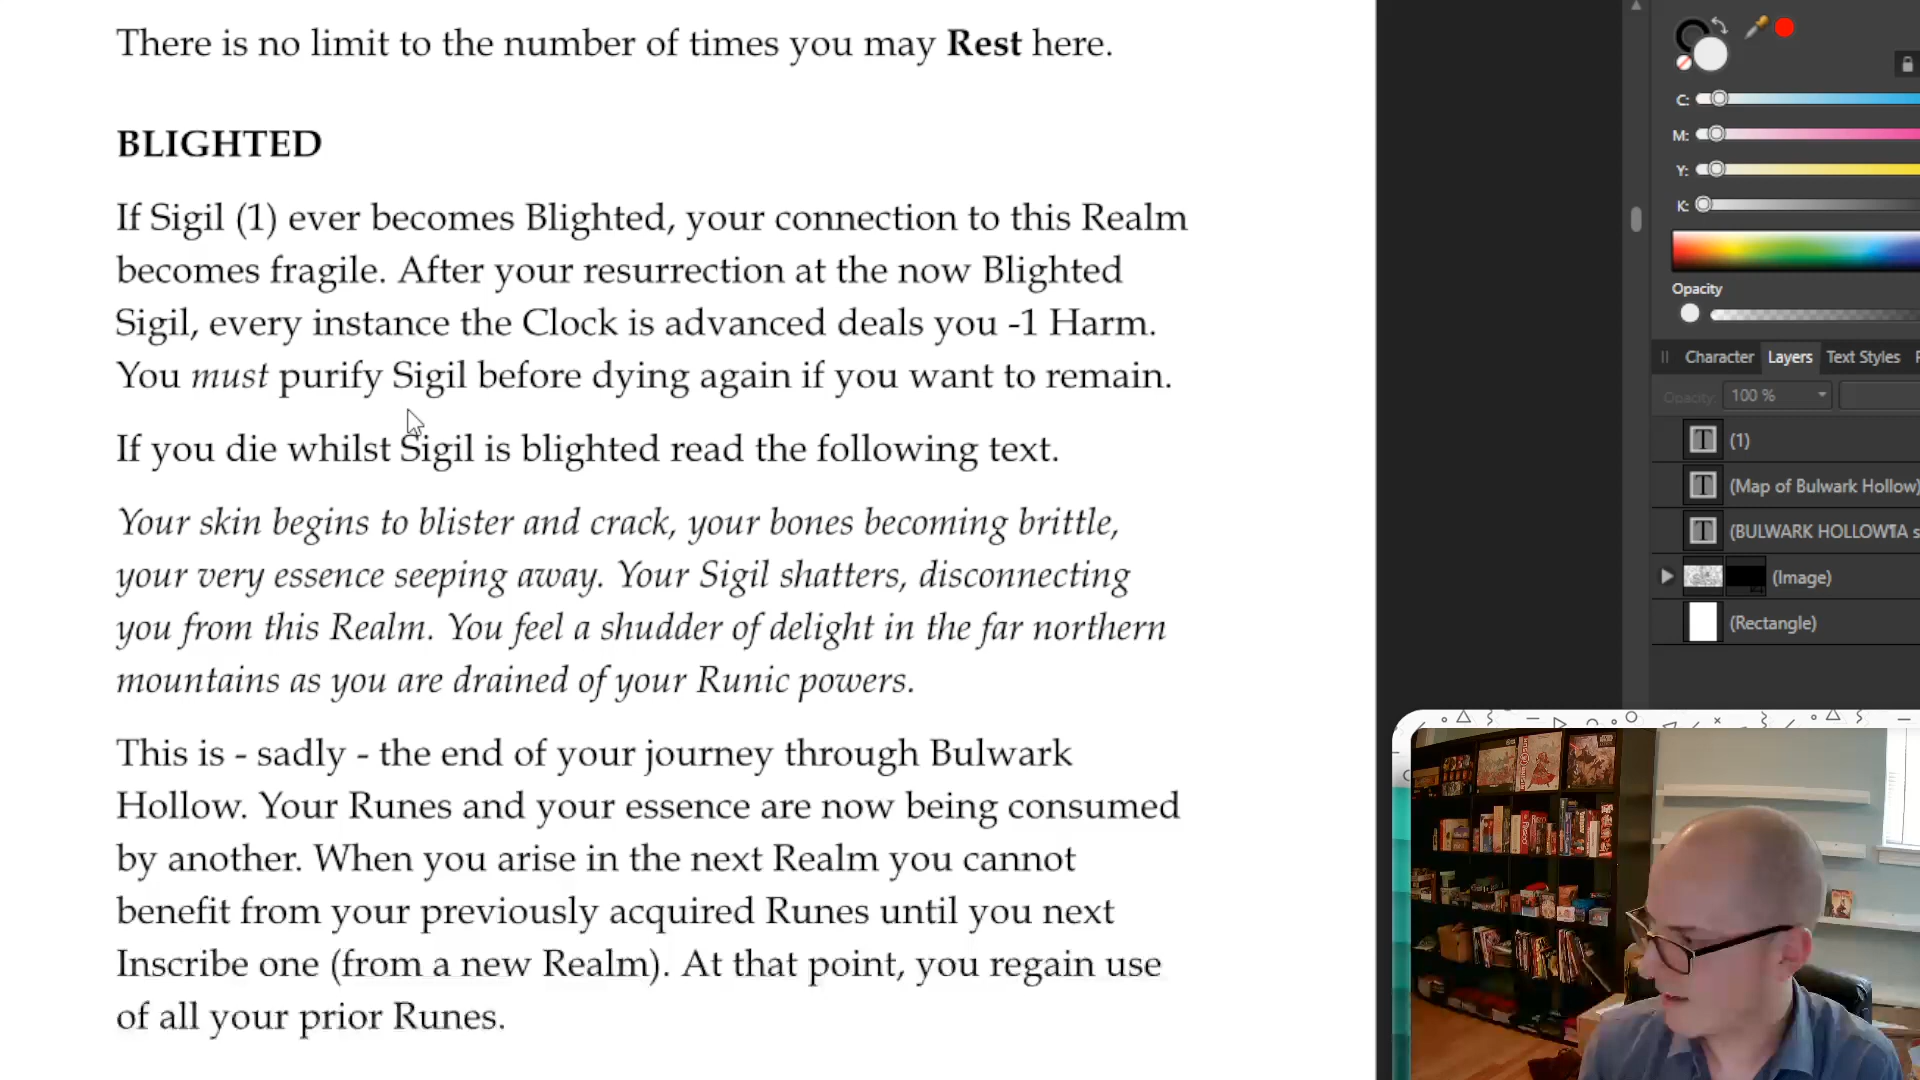 There is no limit to the number of times you may Rest here.
BLIGHTED
If Sigil (1) ever becomes Blighted, your connection to this Realm
becomes fragile. After your resurrection at the now Blighted
Sigil, every instance the Clock is advanced deals you -1 Harm.
You must purify Sigil before dying again if you want to remain.
If you die whilst Sigil is blighted read the following text.
Your skin begins to blister and crack, your bones becoming brittle,
your very essence seeping away. Your Sigil shatters, disconnecting
you from this Realm. You feel a shudder of delight in the far northern
mountains as you are drained of your Runic powers.
This is - sadly - the end of your journey through Bulwark
Hollow. Your Runes and your essence are now being consumed
by another. When you arise in the next Realm you cannot
benefit from your previously acquired Runes until you next
Inscribe one (from a new Realm). At that point, you regain use
of all your prior Runes.
C:
M:
Y:
K:
Opacity
Character Layers Text Styles
Opacity: 100 %
(1)
(Map of Bulwark Hollow)
(BULWARK HOLLOW¶A s
(Image)
(Rectangle)